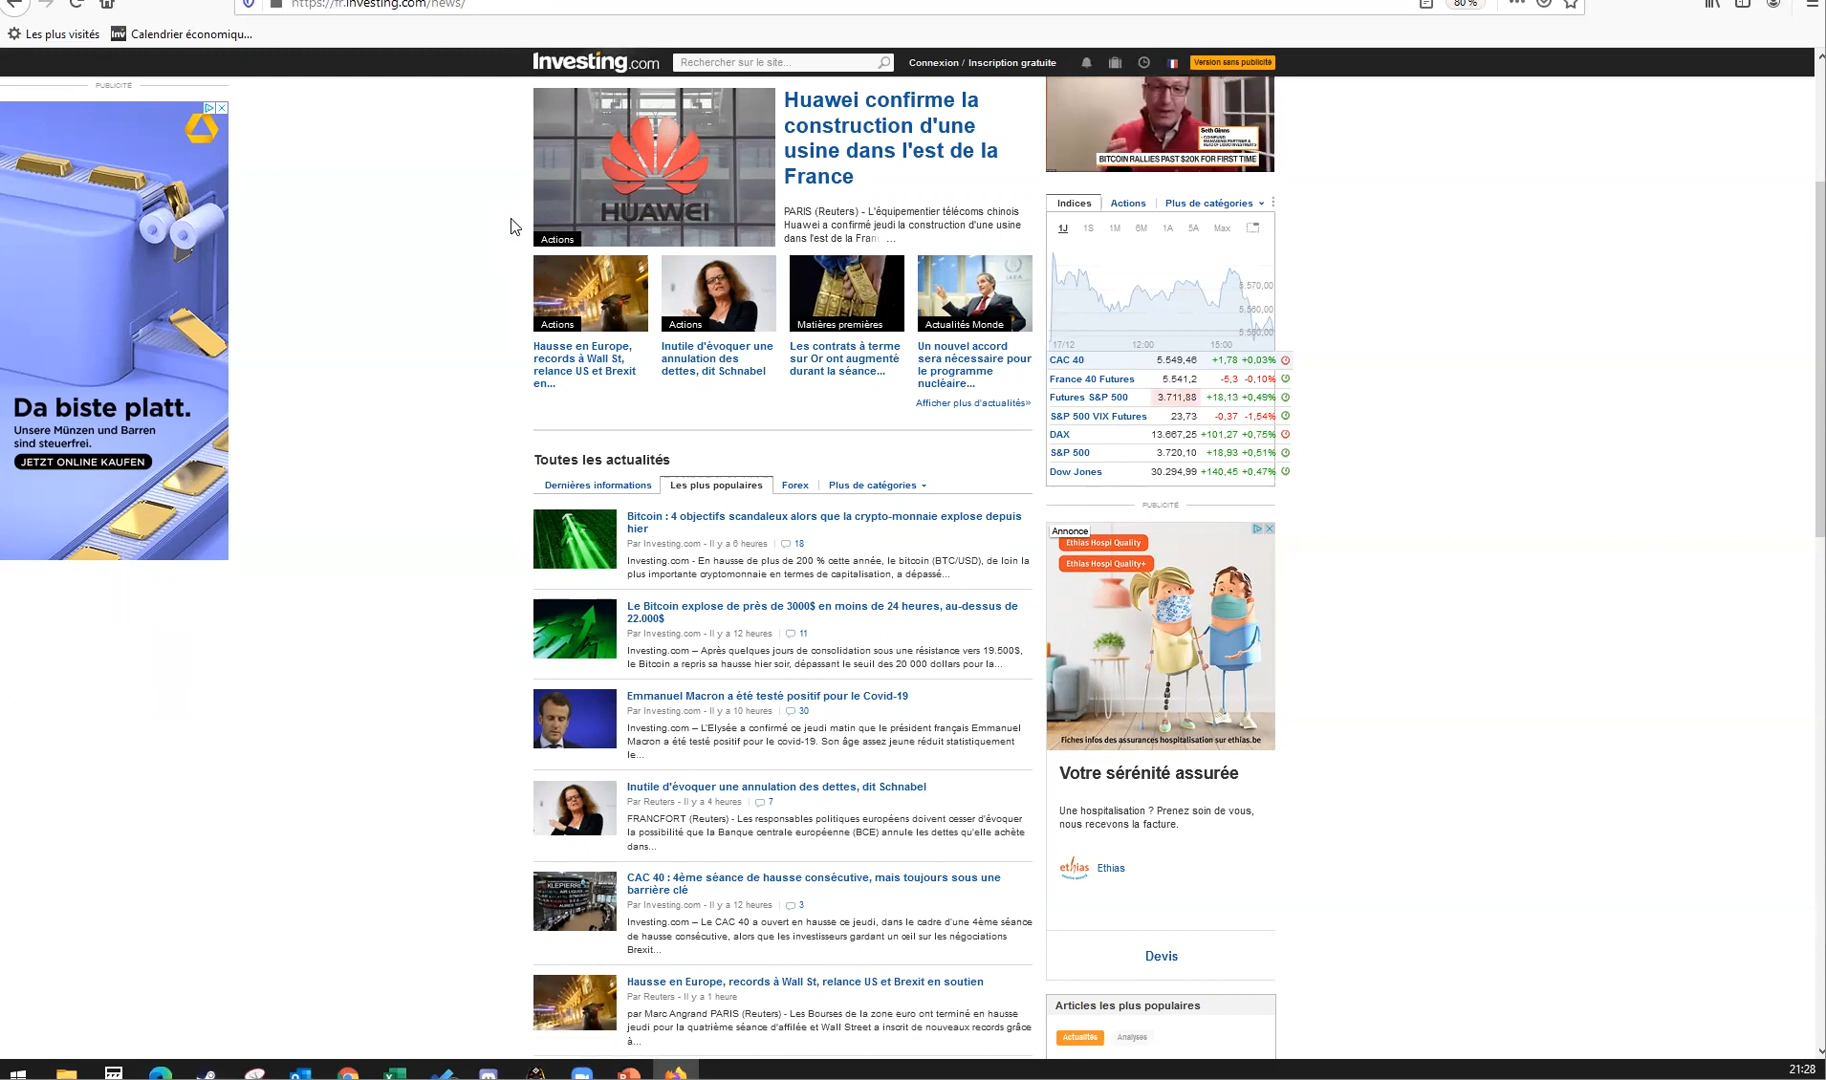 https://fr.investing.com/news/
80 %
Les plus visités
Inv
Calendrier économiqu...
Investing.com
Rechercher sur le site...
Connexion / Inscription gratuite
Version sans publicité
PUBLICITÉ
Da biste platt.
Unsere Münzen und Barren
sind steuerfrei.
JETZT ONLINE KAUFEN
HUAWEI
Actions
Huawei confirme la
construction d'une
usine dans l'est de la
France
PARIS (Reuters) - L'équipementier télécoms chinois
Huawei a confirmé jeudi la construction d'une usine
dans l'est de la Franc ...
Actions
Hausse en Europe,
records à Wall St,
relance US et Brexit
en...
Actions
Inutile d'évoquer une
annulation des
dettes, dit Schnabel
Matières premières
Les contrats à terme
sur Or ont augmenté
durant la séance...
Actualités Monde
Un nouvel accord
sera nécessaire pour
le programme
nucléaire...
Afficher plus d'actualités»
Toutes les actualités
Dernières informations
Les plus populaires
Forex
Plus de catégories
Bitcoin : 4 objectifs scandaleux alors que la crypto-monnaie explose depuis
hier
Par Investing.com - Il y a 6 heures
18
Investing.com - En hausse de plus de 200 % cette année, le bitcoin (BTC/USD), de loin la
plus importante cryptomonnaie en termes de capitalisation, a dépassé...
Le Bitcoin explose de près de 3000$ en moins de 24 heures, au-dessus de
22.000$
Par Investing.com - Il y a 12 heures
11
Investing.com – Après quelques jours de consolidation sous une résistance vers 19.500$,
le Bitcoin a repris sa hausse hier soir, dépassant le seuil des 20 000 dollars pour la...
Emmanuel Macron a été testé positif pour le Covid-19
Par Investing.com - Il y a 10 heures
30
Investing.com – L'Elysée a confirmé ce jeudi matin que le président français Emmanuel
Macron a été testé positif pour le covid-19. Son âge assez jeune réduit statistiquement
le...
Inutile d'évoquer une annulation des dettes, dit Schnabel
Par Reuters - Il y a 4 heures
7
FRANCFORT (Reuters) - Les responsables politiques européens doivent cesser d'évoquer
la possibilité que la Banque centrale européenne (BCE) annule les dettes qu'elle achète
dans...
KLEPIERRE
CAC 40 : 4ème séance de hausse consécutive, mais toujours sous une
barrière clé
Par Investing.com - Il y a 12 heures
3
Investing.com – Le CAC 40 a ouvert en hausse ce jeudi, dans le cadre d'une 4ème séance
de hausse consécutive, alors que les investisseurs gardant un œil sur les négociations
Brexit...
Hausse en Europe, records à Wall St, relance US et Brexit en soutien
Par Reuters - Il y a 1 heure
par Marc Angrand PARIS (Reuters) - Les Bourses de la zone euro ont terminé en hausse
jeudi pour la quatrième séance d'affilée et Wall Street a inscrit de nouveaux records grâce
à...
Seth Ginns
BITCOIN RALLIES PAST $20K FOR FIRST TIME
Indices
Actions
Plus de catégories
1J 1S 1M 6M 1A 5A Max
5.570,00
5.560,00
5.550,00
17/12 12:00 15:00
CAC 40 5.549,46 +1,78 +0,03%
France 40 Futures 5.541,2 -5,3 -0,10%
Futures S&P 500 3.711,88 +18,13 +0,49%
S&P 500 VIX Futures 23,73 -0,37 -1,54%
DAX 13.667,25 +101,27 +0,75%
S&P 500 3.720,10 +18,93 +0,51%
Dow Jones 30.294,99 +140,45 +0,47%
PUBLICITÉ
Annonce
Ethias Hospi Quality
Ethias Hospi Quality+
Fiches infos des assurances hospitalisation sur ethias.be
Votre sérénité assurée
Une hospitalisation ? Prenez soin de vous,
nous recevons la facture.
ethias
Ethias
Devis
Articles les plus populaires
Actualités
Analyses
21:28